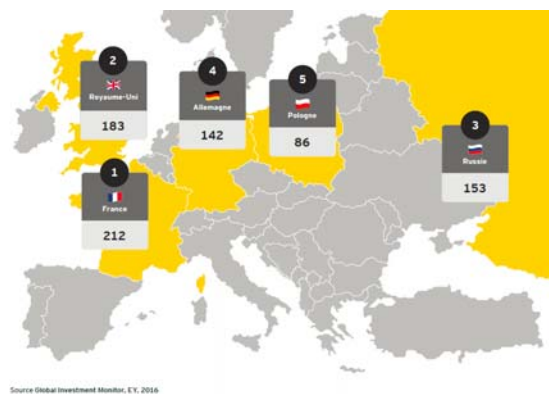 2
Royaume-Uni
183
4
Allemagne
142
5
Pologne
86
3
Russie
153
1
France
212
Source Global Investment Monitor, EY, 2016